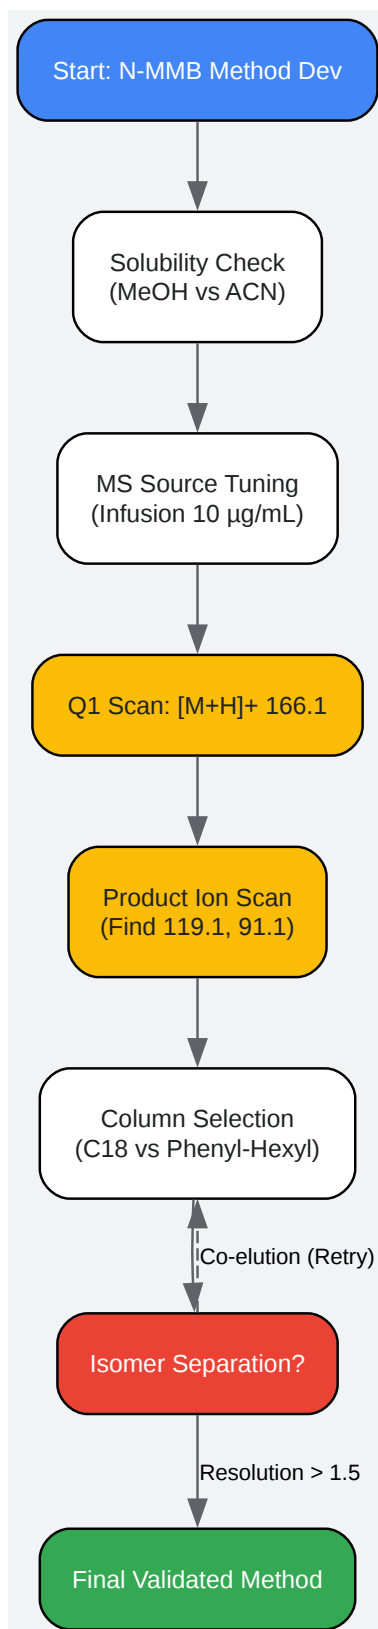 Start: N-MMB Method Dev
Solubility Check
(MeOH vs ACN)
MS Source Tuning
(Infusion 10 µg/mL)
Q1 Scan: [M+H]+ 166.1
Product Ion Scan
(Find 119.1, 91.1)
Column Selection
(C18 vs Phenyl-Hexyl)
Co-elution (Retry)
Isomer Separation?
Resolution > 1.5
Final Validated Method